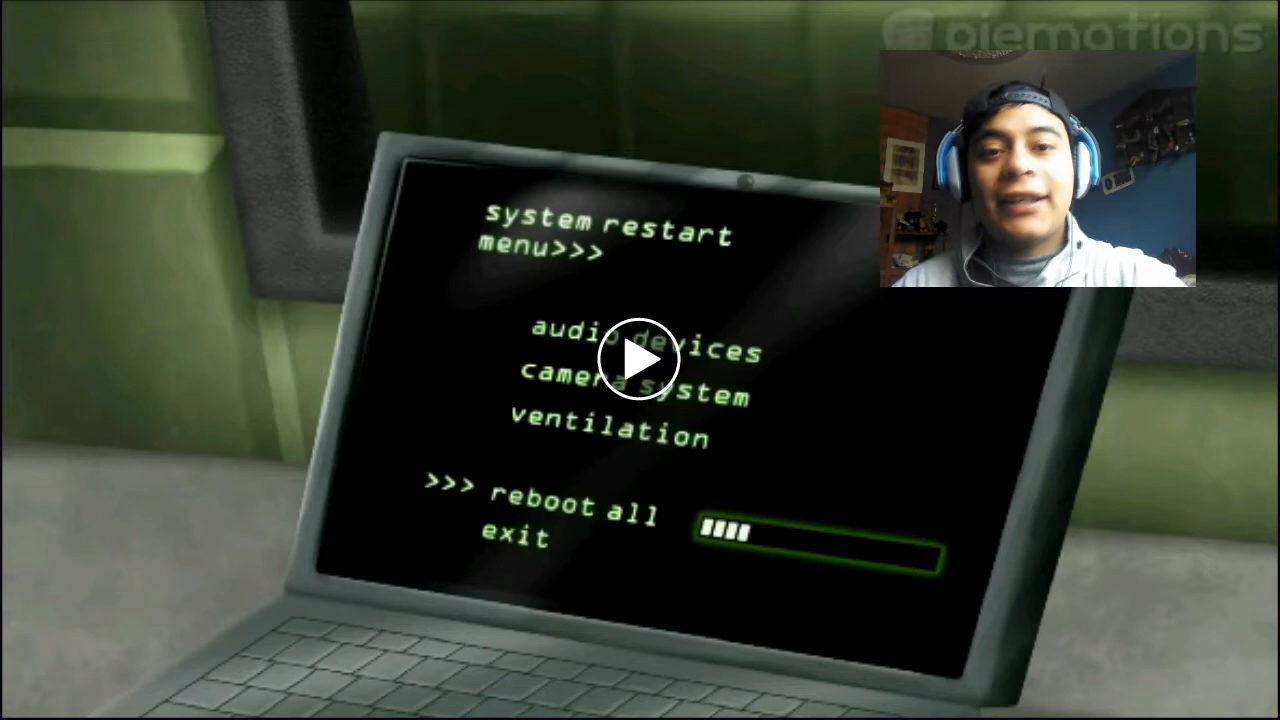 piemations
system restart
menu>>>
audio devices
camera system
ventilation
>>> reboot all
exit